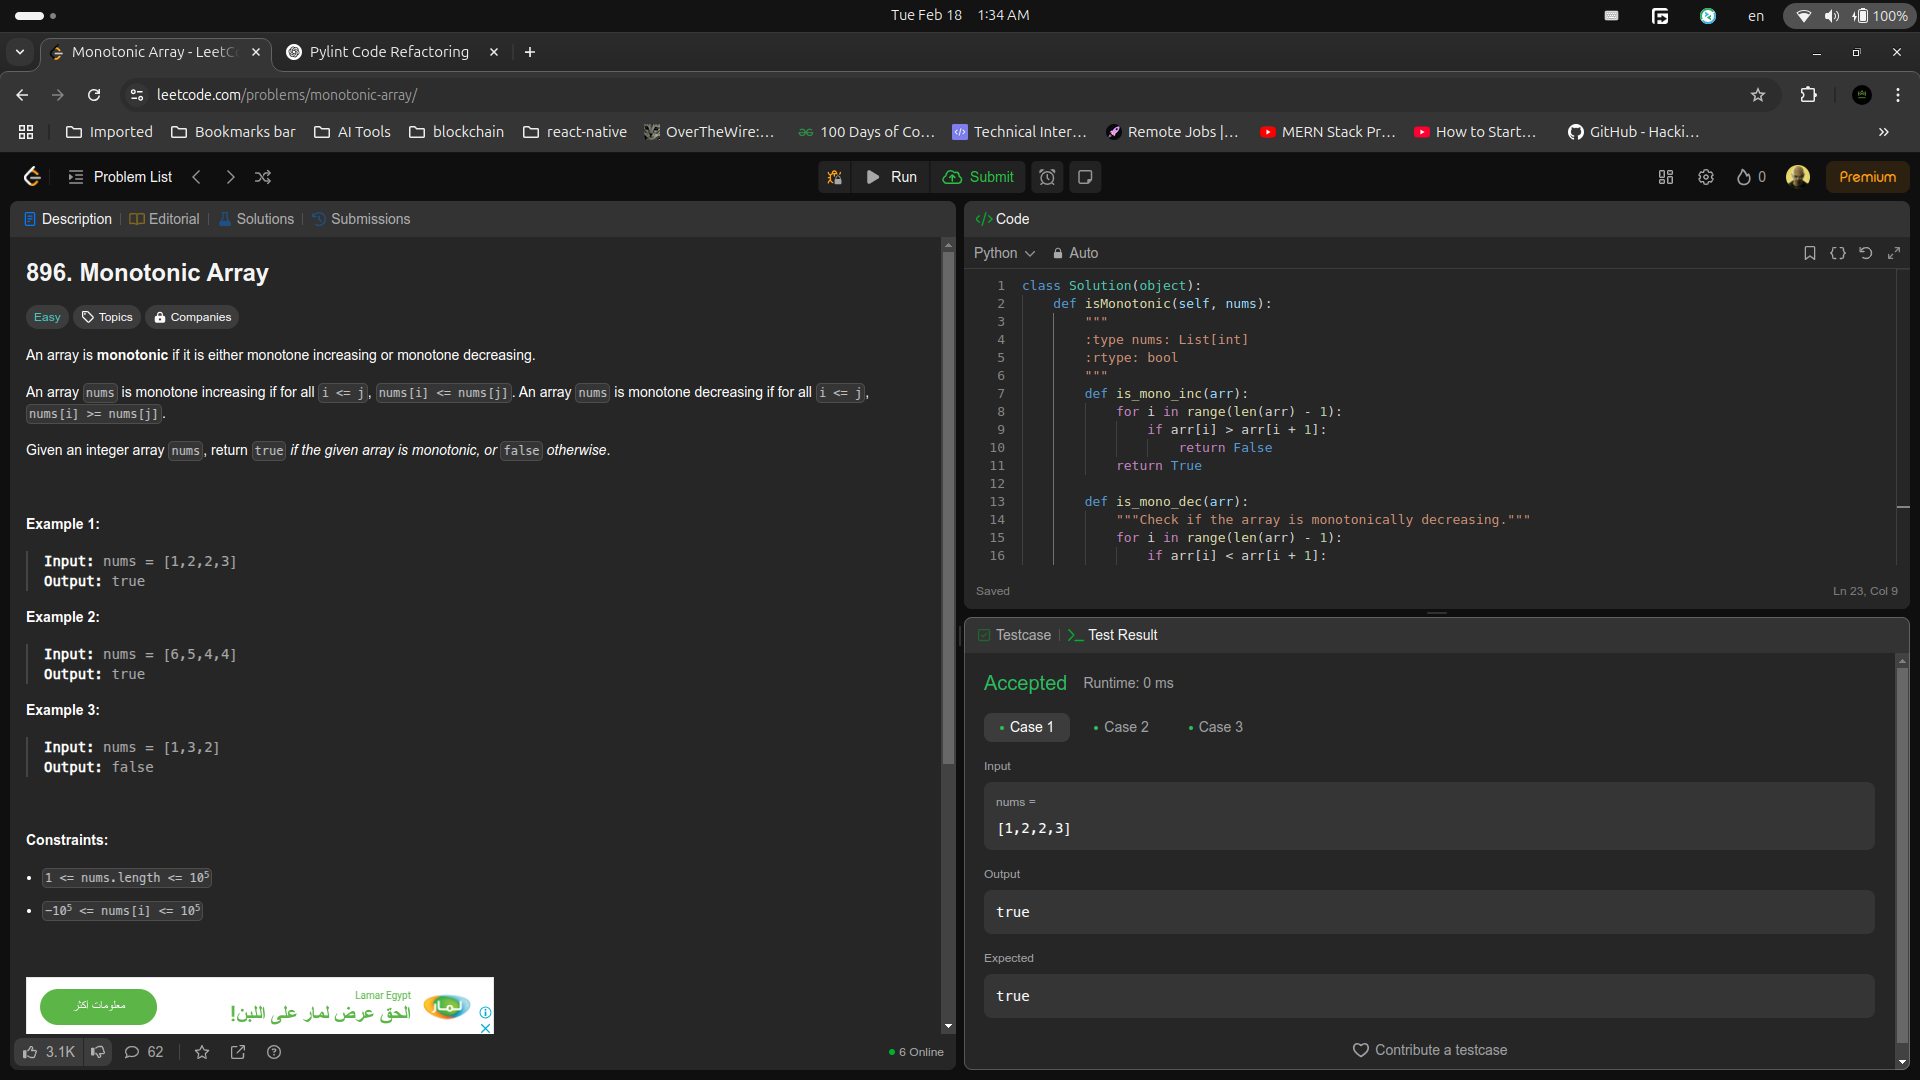 Tue Feb 18 1:34 AM
en
100%
Monotonic Array - LeetC
Pylint Code Refactoring
leetcode.com/problems/monotonic-array/
Imported
Bookmarks bar
AI Tools
blockchain
react-native
OverTheWire:...
100 Days of Co...
Technical Inter...
Remote Jobs |...
MERN Stack Pr...
How to Start...
GitHub - Hacki...
Problem List
Run
Submit
0
Premium
Description
Editorial
Solutions
Submissions
896. Monotonic Array
Easy
Topics
Companies
An array is monotonic if it is either monotone increasing or monotone decreasing.
An array nums is monotone increasing if for all i <= j, nums[i] <= nums[j]. An array nums is monotone decreasing if for all i <= j,
nums[i] >= nums[j].
Given an integer array nums, return true if the given array is monotonic, or false otherwise.
Example 1:
Input: nums = [1,2,2,3]
Output: true
Example 2:
Input: nums = [6,5,4,4]
Output: true
Example 3:
Input: nums = [1,3,2]
Output: false
Constraints:
1 <= nums.length <= 10⁵
-10⁵ <= nums[i] <= 10⁵
معلومات اكثر
Lamar Egypt
الحق عرض لمار على اللبن!
لمار
3.1K
62
6 Online
</> Code
Python
Auto
1 class Solution(object):
2 def isMonotonic(self, nums):
3 """
4 :type nums: List[int]
5 :rtype: bool
6 """
7 def is_mono_inc(arr):
8 for i in range(len(arr) - 1):
9 if arr[i] > arr[i + 1]:
10 return False
11 return True
12
13 def is_mono_dec(arr):
14 """Check if the array is monotonically decreasing."""
15 for i in range(len(arr) - 1):
16 if arr[i] < arr[i + 1]:
Saved
Ln 23, Col 9
Testcase
Test Result
Accepted
Runtime: 0 ms
Case 1
Case 2
Case 3
Input
nums =
[1,2,2,3]
Output
true
Expected
true
Contribute a testcase